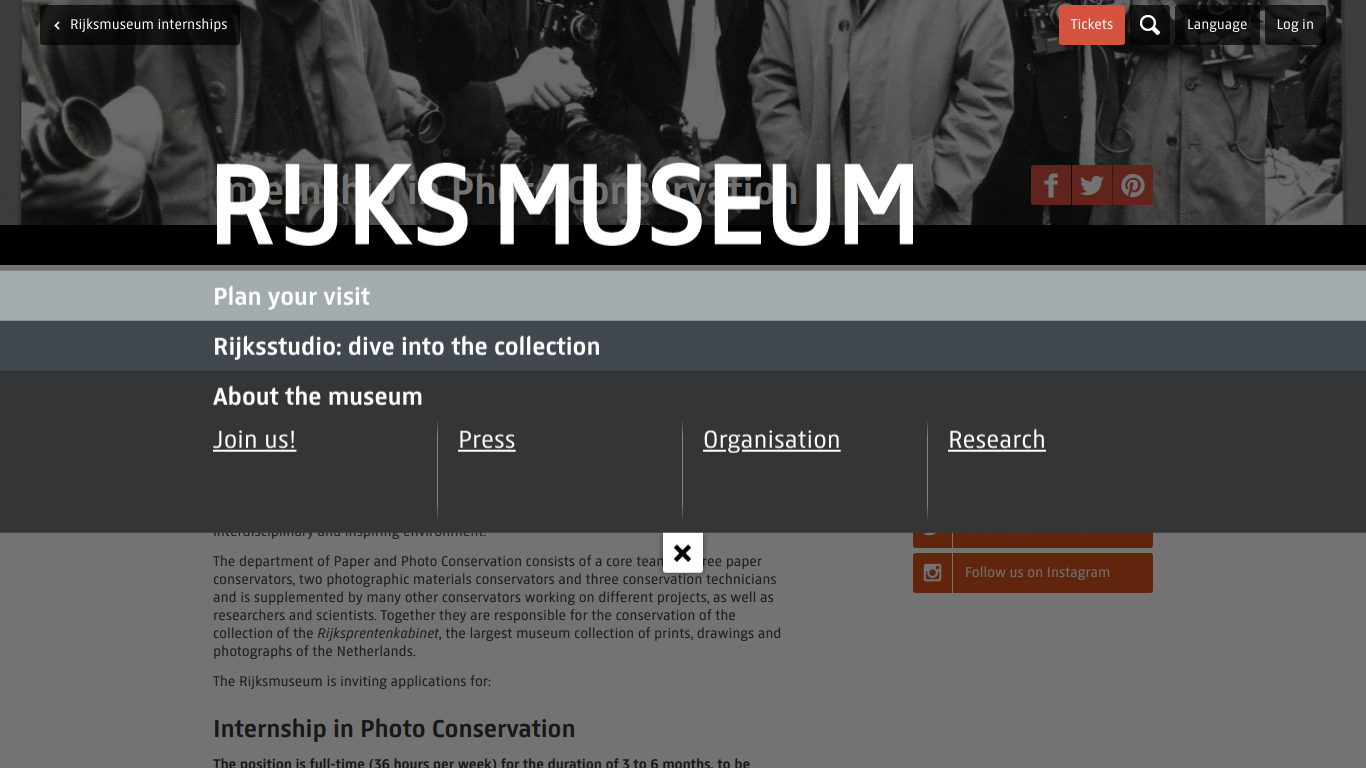 Rijksmuseum internships
Tickets
Language
Log in
Internship in Photo Conservation
RIJKS MUSEUM
Plan your visit
Rijksstudio: dive into the collection
About the museum
Join us!
Press
Organisation
Research
interdisciplinary and inspiring environment.
The department of Paper and Photo Conservation consists of a core team ree paper
conservators, two photographic materials conservators and three conservation technicians
and is supplemented by many other conservators working on different projects, as well as
researchers and scientists. Together they are responsible for the conservation of the
collection of the Rijksprentenkabinet, the largest museum collection of prints, drawings and
photographs of the Netherlands.
The Rijksmuseum is inviting applications for:
Internship in Photo Conservation
The position is full-time (36 hours per week) for the duration of 3 to 6 months, to be
Follow us on Instagram